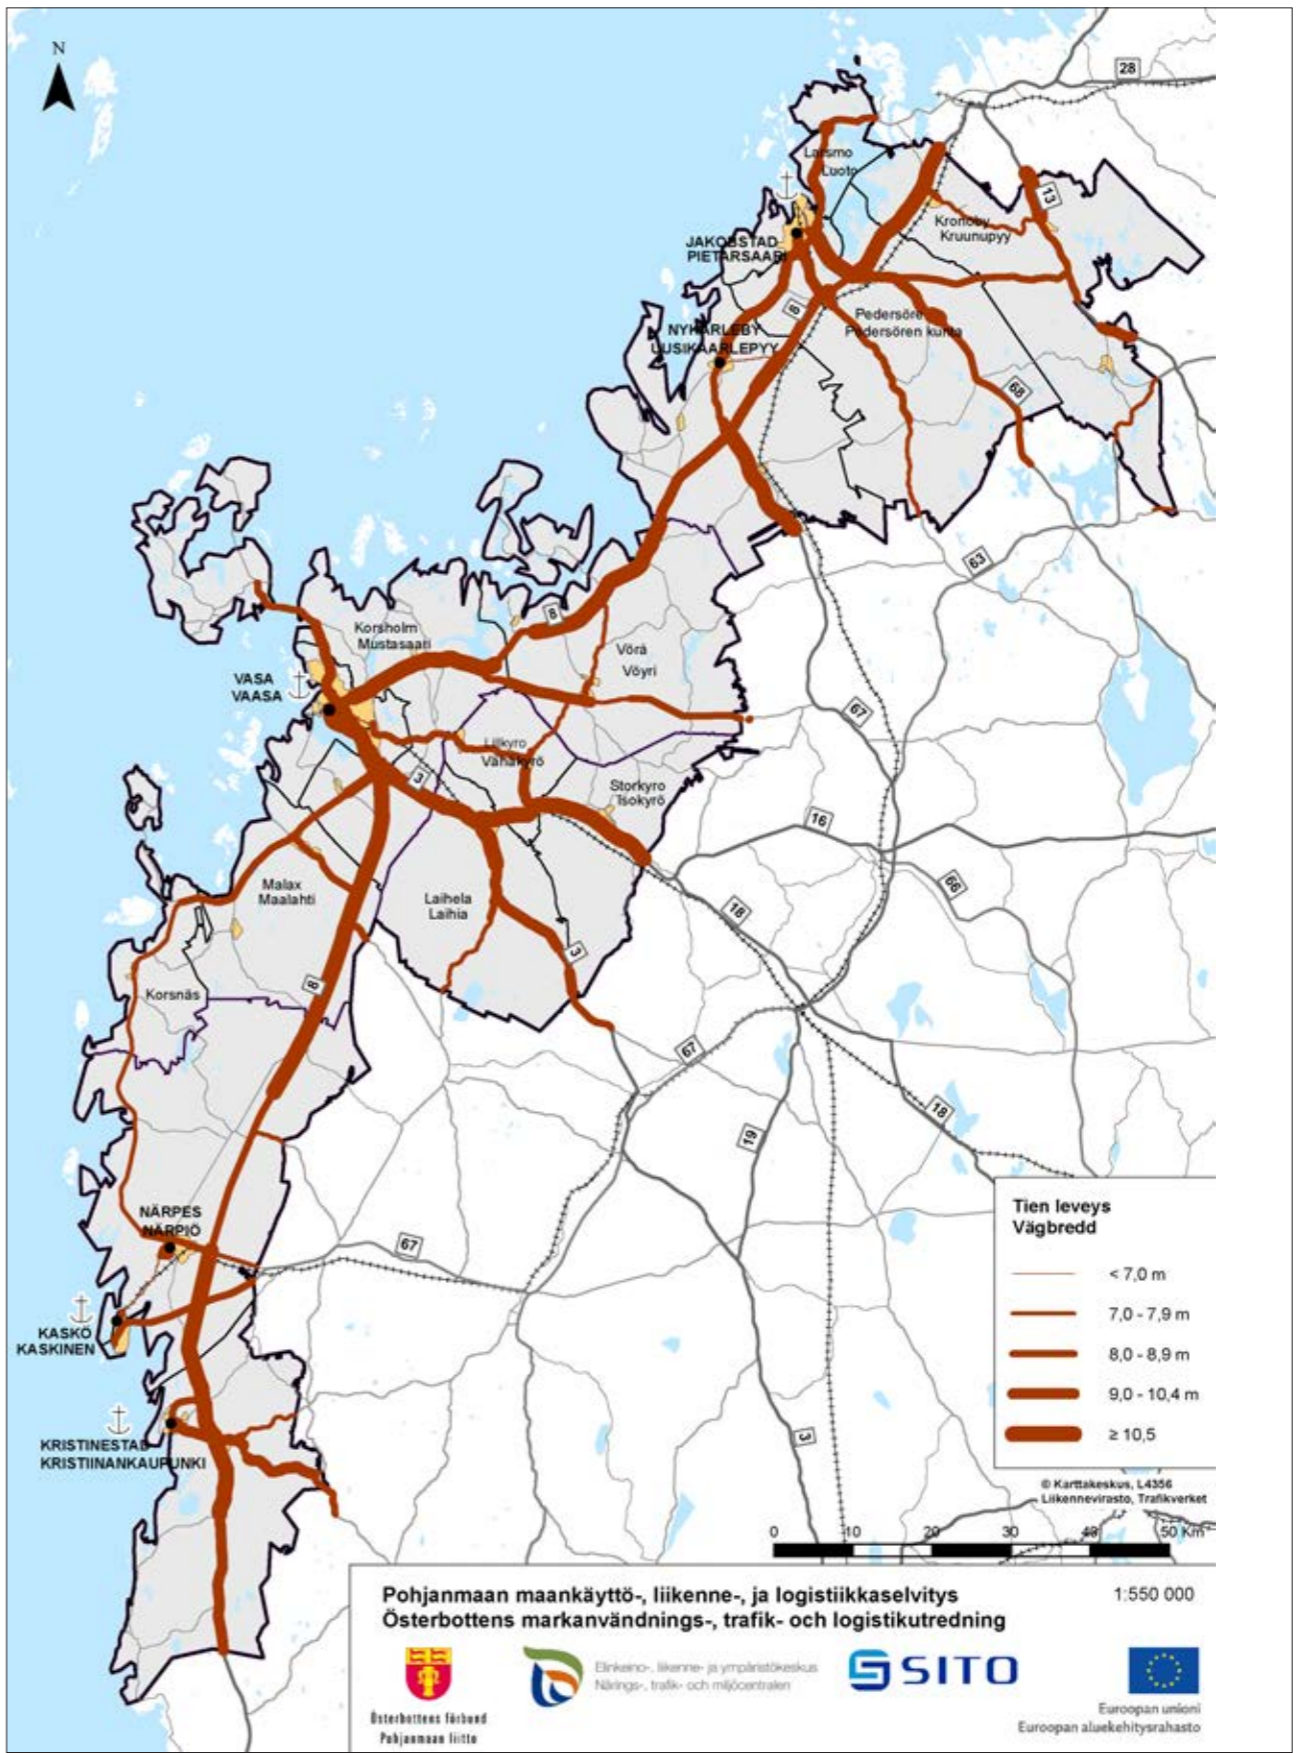 N
28
Larsmo
Luoto
13
Kronoby
Kruunupyy
JAKOBSTAD
PIETARSAARI
8
Pedersöre
Pedersören kunta
NYKARLEBY
UUSIKAARLEPYY
68
63
8
Korsholm
Mustasaari
Vörå
Vöyri
VASA
VAASA
67
Lillkyro
Vähäkyrö
3
Storkyro
Isokyrö
16
Malax
Maalahti
Laihela
Laihia
66
18
3
8
Korsnäs
67
18
19
NÄRPES
NÄRPIÖ
67
KASKÖ
KASKINEN
KRISTINESTAD
KRISTIINANKAUPUNKI
3
Tien leveys
Vägbredd
< 7,0 m
7,0 - 7,9 m
8,0 - 8,9 m
9,0 - 10,4 m
≥ 10,5
© Karttakeskus, L4356
Liikennevirasto, Trafikverket
0 10 20 30 40 50 Km
Pohjanmaan maankäyttö-, liikenne-, ja logistiikkaselvitys
1:550 000
Österbottens markanvändnings-, trafik- och logistikutredning
Elinkeino-, liikenne- ja ympäristökeskus
Närings-, trafik- och miljöcentralen
SITO
Österbottens förbund
Pohjanmaan liitto
Euroopan unioni
Euroopan aluekehitysrahasto